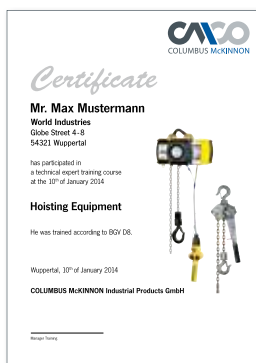 CMCO
COLUMBUS McKINNON
Certificate
Mr. Max Mustermann
World Industries
Globe Street 4-8
54321 Wuppertal
has participated in
a technical expert training course
at the 10th of January 2014
Hoisting Equipment
He was trained according to BGV D8.
Wuppertal, 10th of January 2014
COLUMBUS McKINNON Industrial Products GmbH
Manager Training